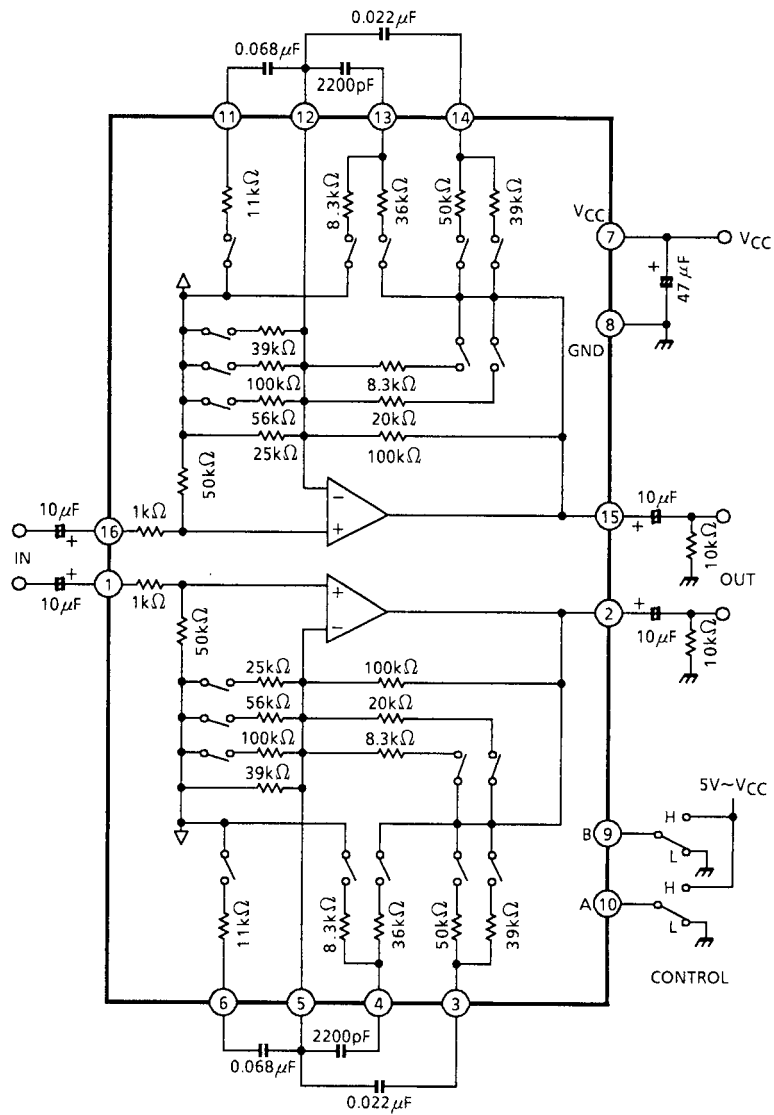 0.022μF
0.068μF
2200pF
11 12 13 14
11kΩ
8.3kΩ
36kΩ
50kΩ
39kΩ
VCC
7
VCC
+
47μF
8
GND
39kΩ
100kΩ
8.3kΩ
56kΩ
20kΩ
25kΩ
100kΩ
50kΩ
10μF
+
16
1kΩ
−
+
15
10μF
+
10kΩ
IN
OUT
10μF
+
1
1kΩ
+
−
2
+
10μF
10kΩ
50kΩ
25kΩ
100kΩ
56kΩ
20kΩ
100kΩ
8.3kΩ
39kΩ
5V~VCC
H
B 9
L
H
A 10
L
CONTROL
11kΩ
8.3kΩ
36kΩ
50kΩ
39kΩ
6 5 4 3
2200pF
0.068μF
0.022μF